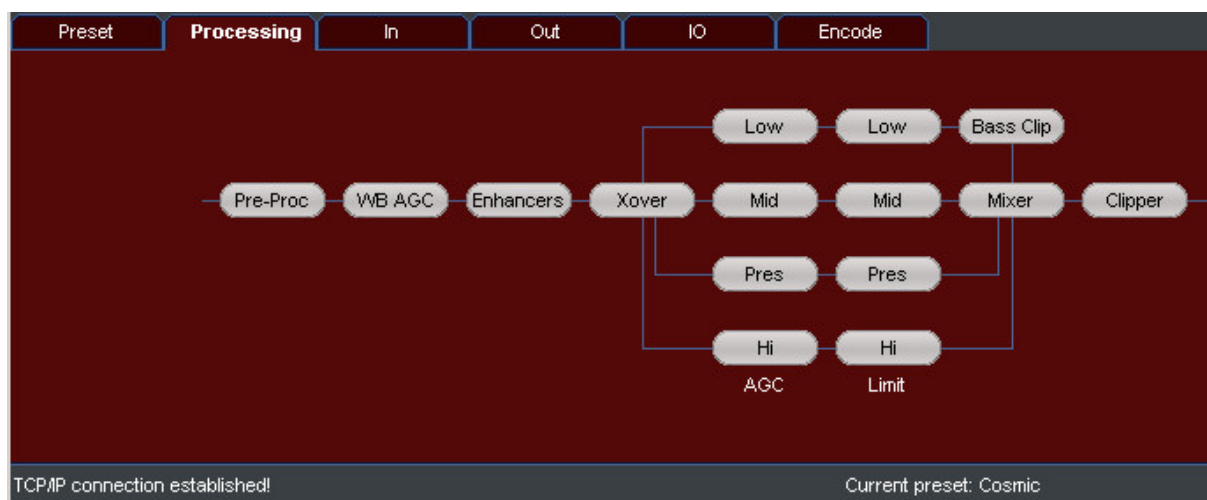 Preset Processing In Out IO Encode
Low Low Bass Clip
Pre-Proc WB AGC Enhancers Xover Mid Mid Mixer Clipper
Pres Pres
Hi Hi
AGC Limit
TCP/IP connection established! Current preset: Cosmic